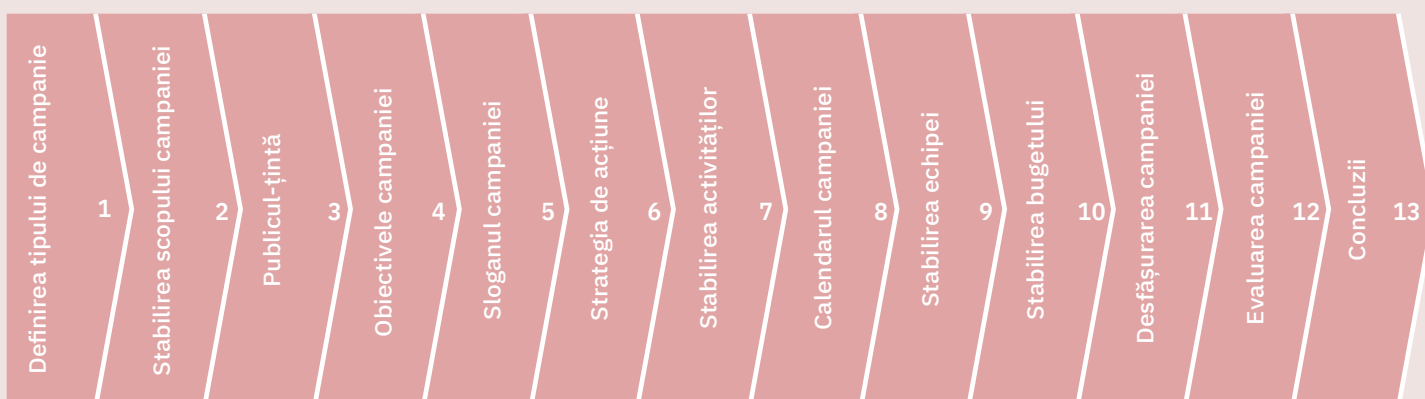 Definirea tipului de campanie
1
Stabilirea scopului campaniei
2
Publicul-țintă
3
Obiectivele campaniei
4
Sloganul campaniei
5
Strategia de acțiune
6
Stabilirea activităților
7
Calendarul campaniei
8
Stabilirea echipei
9
Stabilirea bugetului
10
Desfășurarea campaniei
11
Evaluarea campaniei
12
Concluzii
13